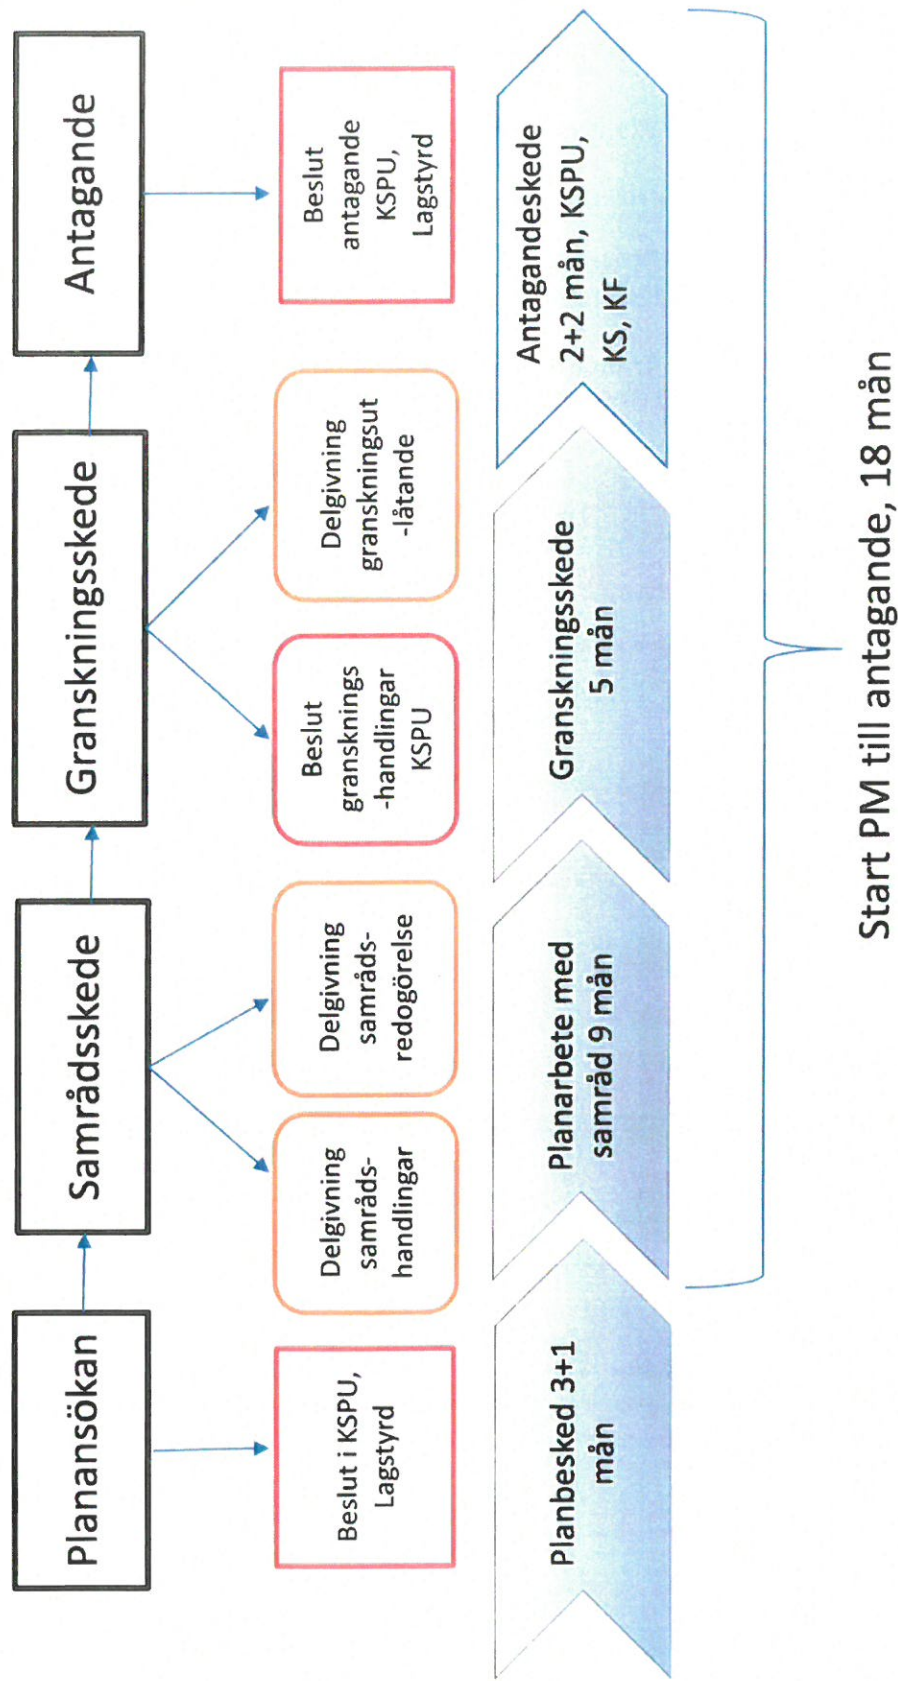 Planansökan
Samrådsskede
Granskningsskede
Antagande
Beslut i KSPU,
Lagstyrd
Delgivning
samråds-
handlingar
Delgivning
samråds-
redogörelse
Beslut
gransknings
-handlingar
KSPU
Delgivning
granskningsut
-låtande
Beslut
antagande
KSPU,
Lagstyrd
Planbesked 3+1
mån
Planarbete med
samråd 9 mån
Granskningsskede
5 mån
Antagandeskede
2+2 mån, KSPU,
KS, KF
Start PM till antagande, 18 mån